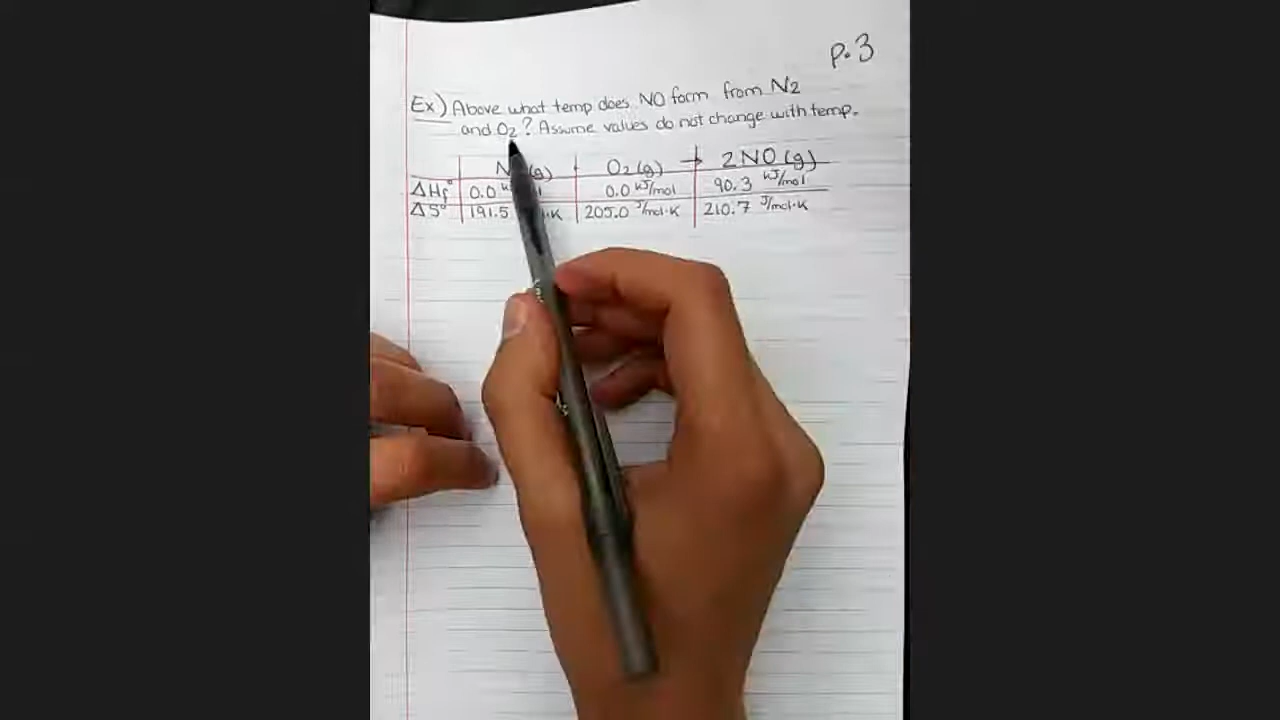 p.3
Ex) Above what temp does NO form from N2
and O2? Assume values do not change with temp.
N (g) + O2 (g) → 2NO (g)
ΔHf° 0.0 0.0 kJ/mol 90.3 kJ/mol
ΔS° 191.5 ·K 205.0 J/mol·K 210.7 J/mol·K